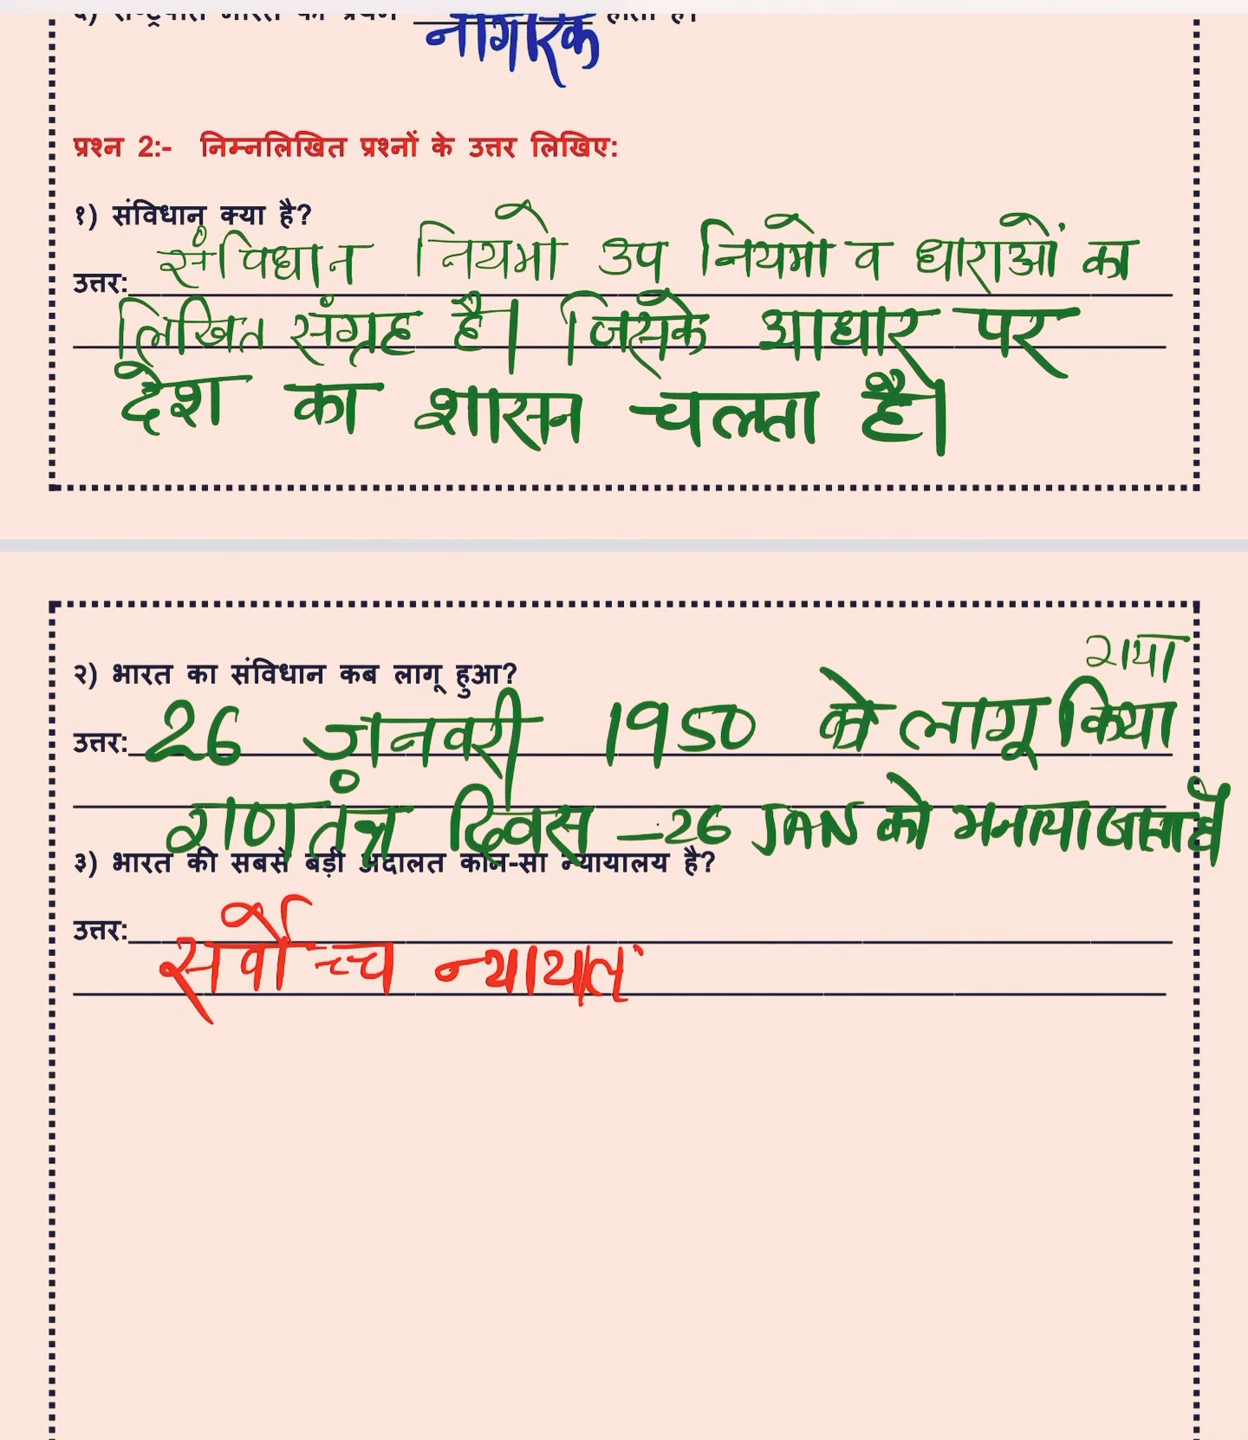 नागरिक
प्रश्न 2:- निम्नलिखित प्रश्नों के उत्तर लिखिए:
१) संविधान क्या है?
उत्तर: संविधान नियमो उप नियमो व धाराओं का
लिखित संग्रह है। जिसके आधार पर
देश का शासन चलता है।
२) भारत का संविधान कब लागू हुआ?
गया
उत्तर: 26 जनवरी 1950 को लागू किया
गणतंत्र दिवस - 26 JAN को मनाया जाता है
३) भारत की सबसे बड़ी अदालत कौन-सा न्यायालय है?
उत्तर:
सर्वोच्च